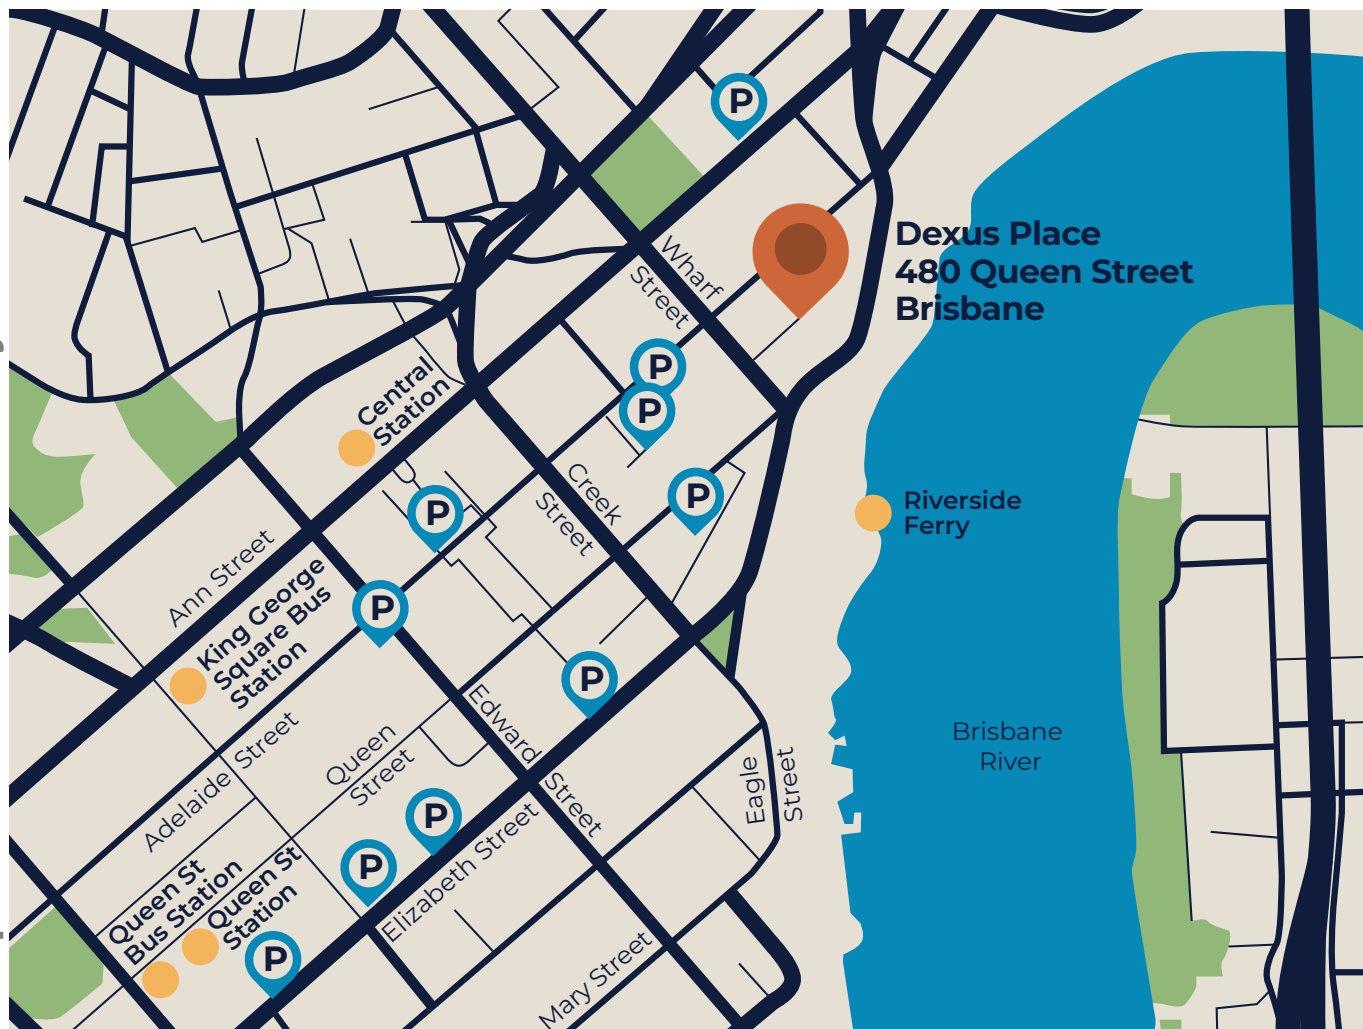 P
Dexus Place
480 Queen Street
Brisbane
Wharf
Street
P
P
Central
Station
Creek
Street
P
P
Riverside
Ferry
Ann Street
King George
Square Bus
Station
P
P
Edward
Street
Brisbane
River
Adelaide Street
Queen
Street
Eagle
Street
P
P
Elizabeth Street
Queen St
Bus Station
Queen St
Station
P
Mary Street